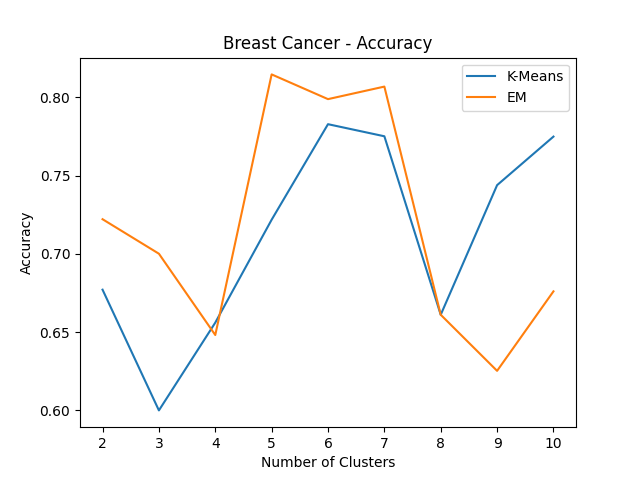 Breast Cancer - Accuracy
K-Means
EM
0.80
0.75
0.70
0.65
0.60
Accuracy
2 3 4 5 6 7 8 9 10
Number of Clusters